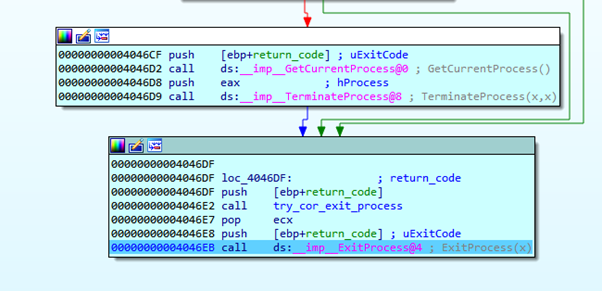 00000000004046CF push    [ebp+return_code] ; uExitCode
00000000004046D2 call    ds:__imp__GetCurrentProcess@0 ; GetCurrentProcess()
00000000004046D8 push    eax             ; hProcess
00000000004046D9 call    ds:__imp__TerminateProcess@8 ; TerminateProcess(x,x)
00000000004046DF
00000000004046DF loc_4046DF:             ; return_code
00000000004046DF push    [ebp+return_code]
00000000004046E2 call    try_cor_exit_process
00000000004046E7 pop     ecx
00000000004046E8 push    [ebp+return_code] ; uExitCode
00000000004046EB call    ds:__imp__ExitProcess@4 ; ExitProcess(x)